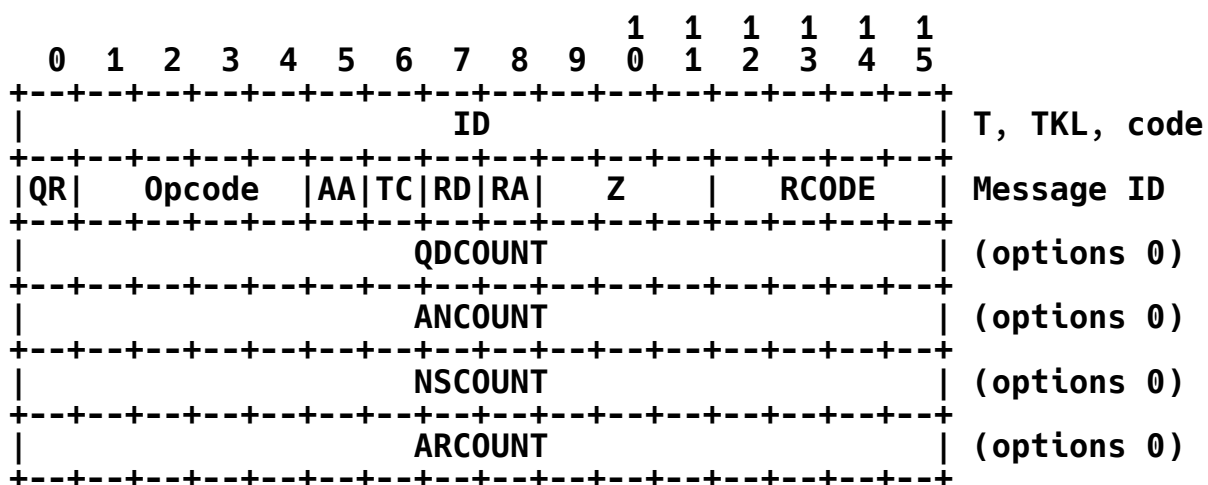 1  1  1  1  1  1
  0  1  2  3  4  5  6  7  8  9  0  1  2  3  4  5
+--+--+--+--+--+--+--+--+--+--+--+--+--+--+--+--+
|                      ID                       | T, TKL, code
+--+--+--+--+--+--+--+--+--+--+--+--+--+--+--+--+
|QR|   Opcode  |AA|TC|RD|RA|   Z    |   RCODE   | Message ID
+--+--+--+--+--+--+--+--+--+--+--+--+--+--+--+--+
|                    QDCOUNT                    | (options 0)
+--+--+--+--+--+--+--+--+--+--+--+--+--+--+--+--+
|                    ANCOUNT                    | (options 0)
+--+--+--+--+--+--+--+--+--+--+--+--+--+--+--+--+
|                    NSCOUNT                    | (options 0)
+--+--+--+--+--+--+--+--+--+--+--+--+--+--+--+--+
|                    ARCOUNT                    | (options 0)
+--+--+--+--+--+--+--+--+--+--+--+--+--+--+--+--+